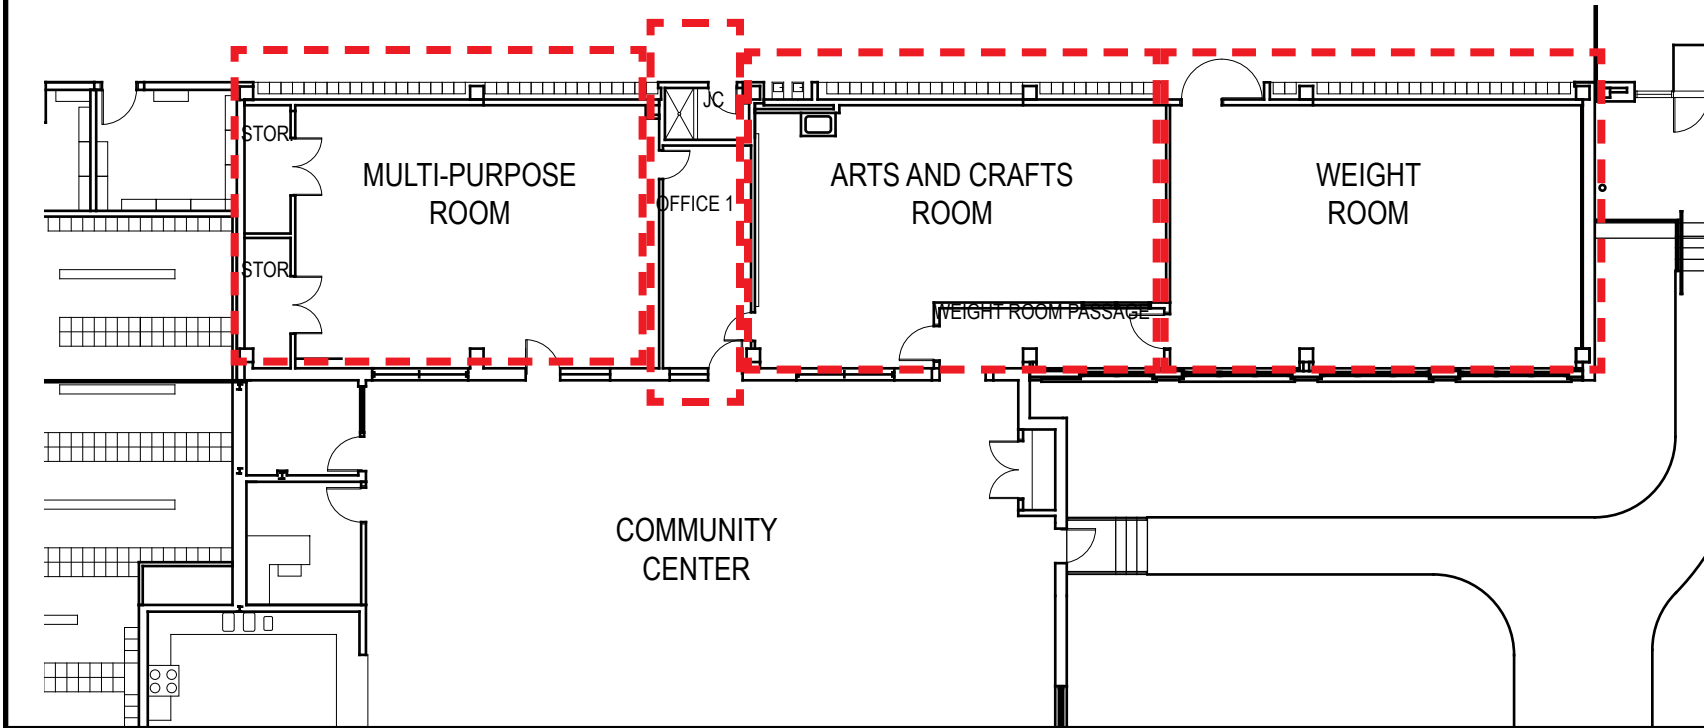 JC
STOR.
MULTI-PURPOSE
ROOM
OFFICE 1
ARTS AND CRAFTS
ROOM
WEIGHT
ROOM
STOR.
WEIGHT ROOM PASSAGE
COMMUNITY
CENTER